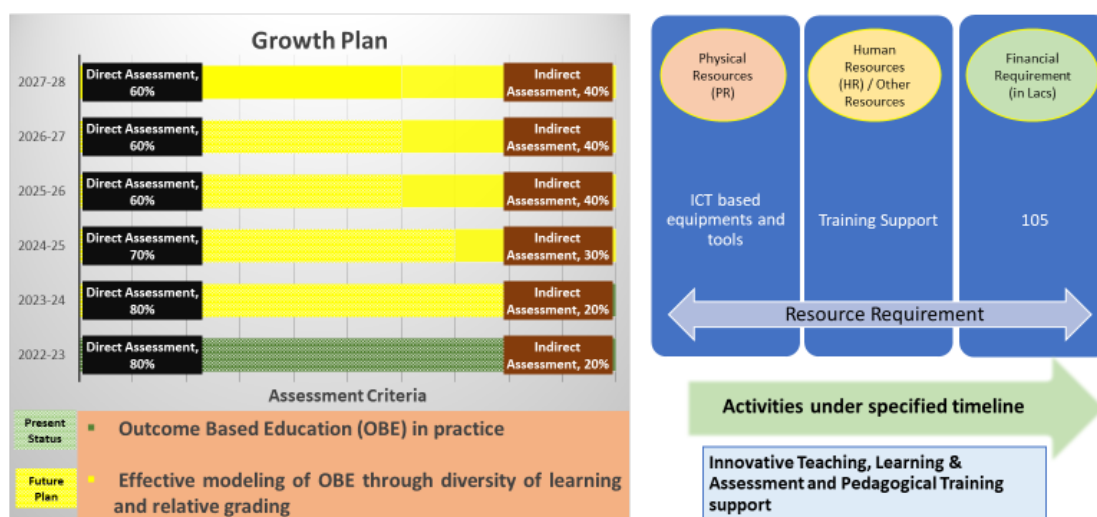 Growth Plan
2027-28
Direct Assessment,
60%
Indirect
Assessment, 40%
2026-27
Direct Assessment,
60%
Indirect
Assessment, 40%
2025-26
Direct Assessment,
60%
Indirect
Assessment, 40%
2024-25
Direct Assessment,
70%
Indirect
Assessment, 30%
2023-24
Direct Assessment,
80%
Indirect
Assessment, 20%
2022-23
Direct Assessment,
80%
Indirect
Assessment, 20%
Assessment Criteria
Present
Status
Outcome Based Education (OBE) in practice
Future
Plan
Effective modeling of OBE through diversity of learning
and relative grading
Physical
Resources
(PR)
Human
Resources
(HR) / Other
Resources
Financial
Requirement
(in Lacs)
ICT based
equipments and
tools
Training Support
105
Resource Requirement
Activities under specified timeline
Innovative Teaching, Learning &
Assessment and Pedagogical Training
support